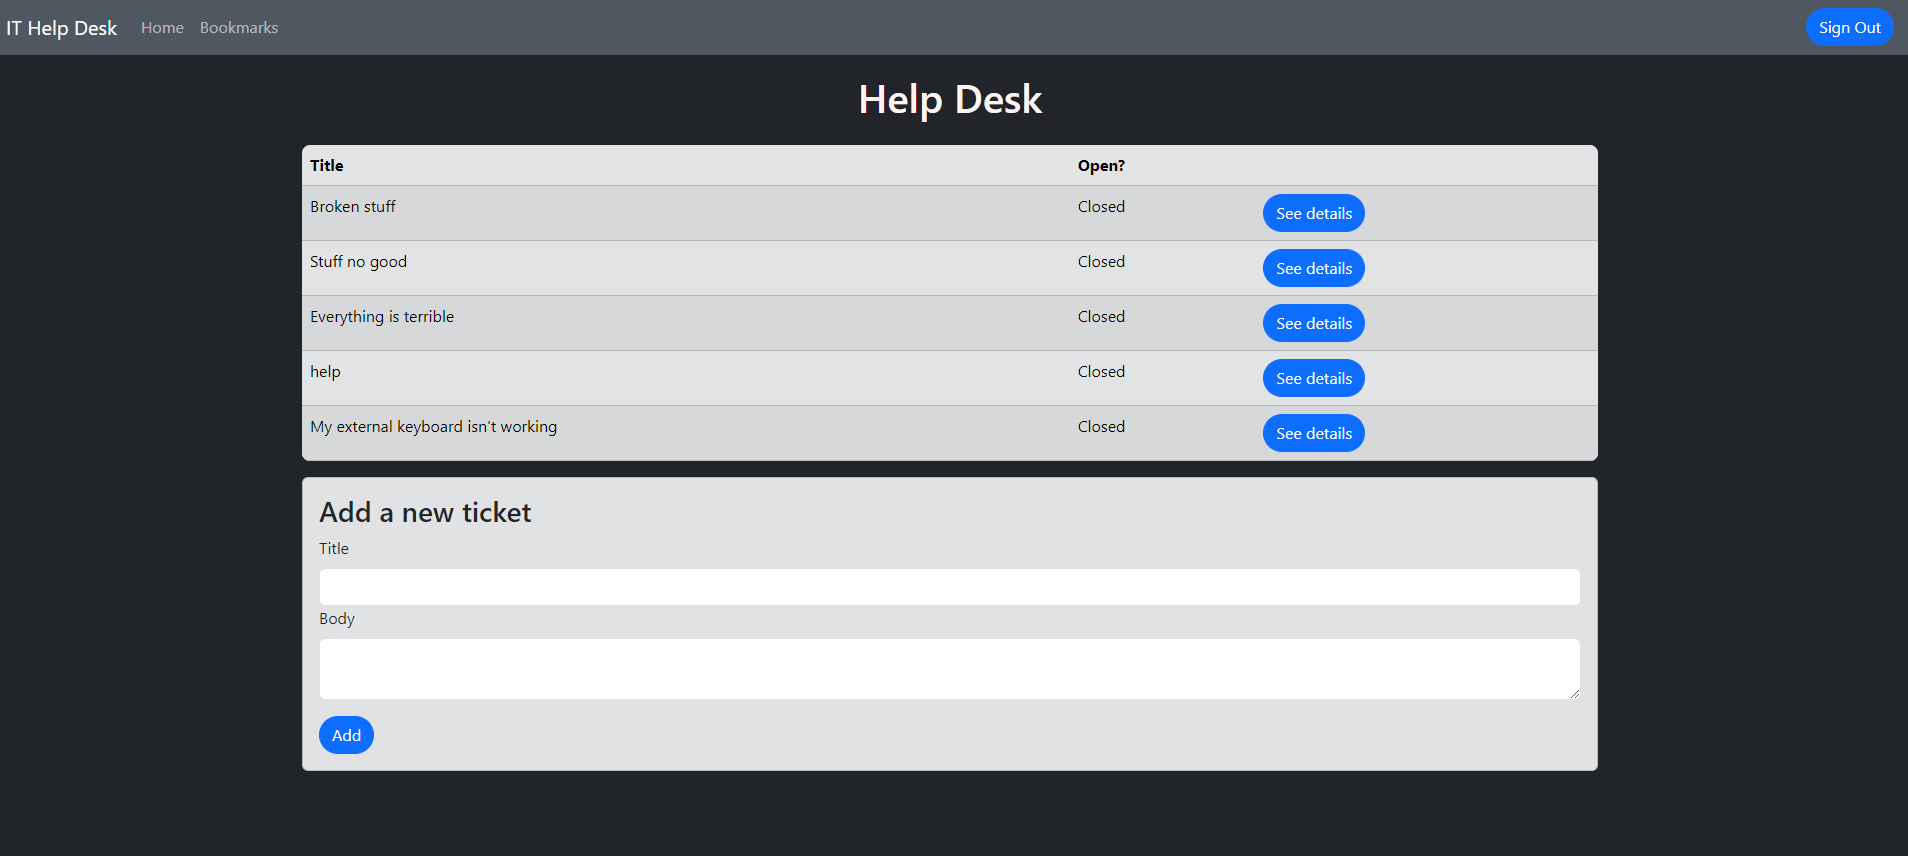 IT Help Desk Home Bookmarks Sign Out
Help Desk
Title Open?
Broken stuff Closed See details
Stuff no good Closed See details
Everything is terrible Closed See details
help Closed See details
My external keyboard isn't working Closed See details
Add a new ticket
Title
Body
Add